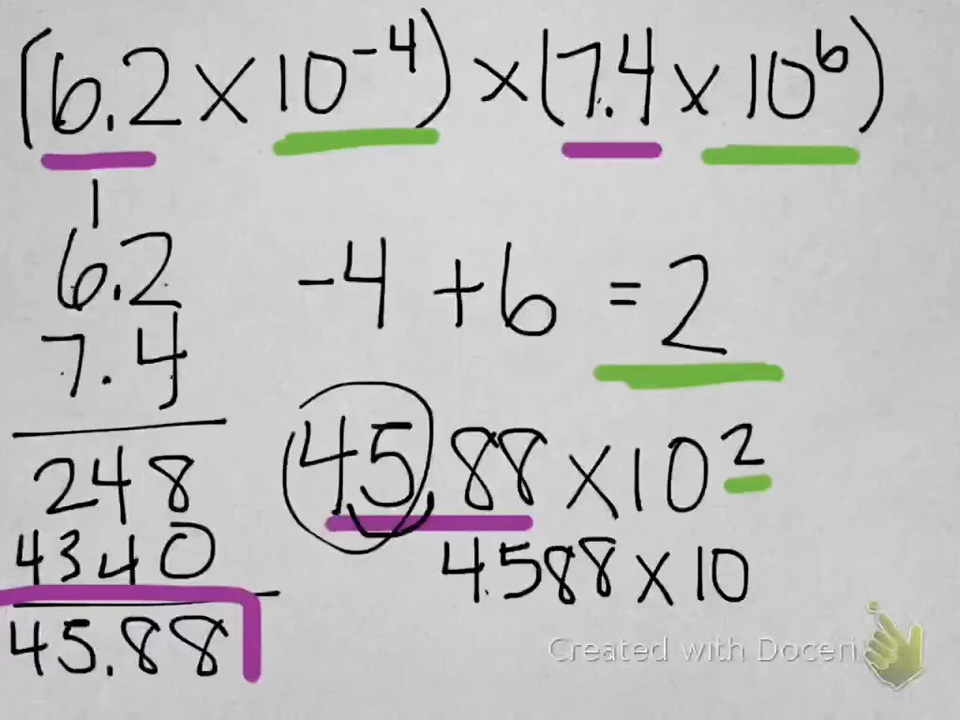 (6.2 × 10⁻⁴) × (7.4 × 10⁶)
1
6.2
7.4
248
4340
45.88
-4 + 6 = 2
45.88 × 10²
4.588 × 10
Created with Doceri